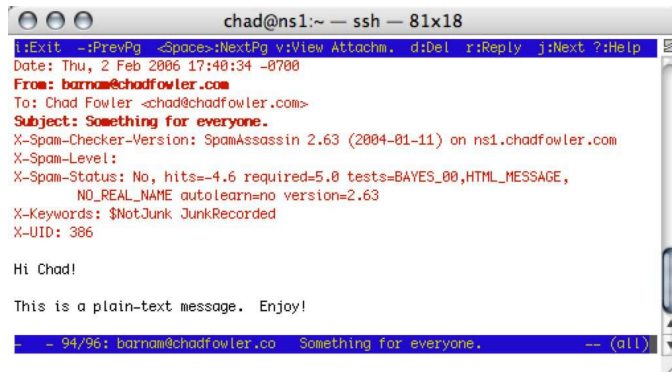 chad@ns1:~ — ssh — 81x18
i:Exit -:PrevPg <Space>:NextPg v:View Attachm. d:Del r:Reply j:Next ?:Help
Date: Thu, 2 Feb 2006 17:40:34 -0700
From: barnam@chadfowler.com
To: Chad Fowler <chad@chadfowler.com>
Subject: Something for everyone.
X-Spam-Checker-Version: SpamAssassin 2.63 (2004-01-11) on ns1.chadfowler.com
X-Spam-Level:
X-Spam-Status: No, hits=-4.6 required=5.0 tests=BAYES_00,HTML_MESSAGE,
NO_REAL_NAME autolearn=no version=2.63
X-Keywords: $NotJunk JunkRecorded
X-UID: 386
Hi Chad!
This is a plain-text message. Enjoy!
- - 94/96: barnam@chadfowler.co Something for everyone. -- (all)